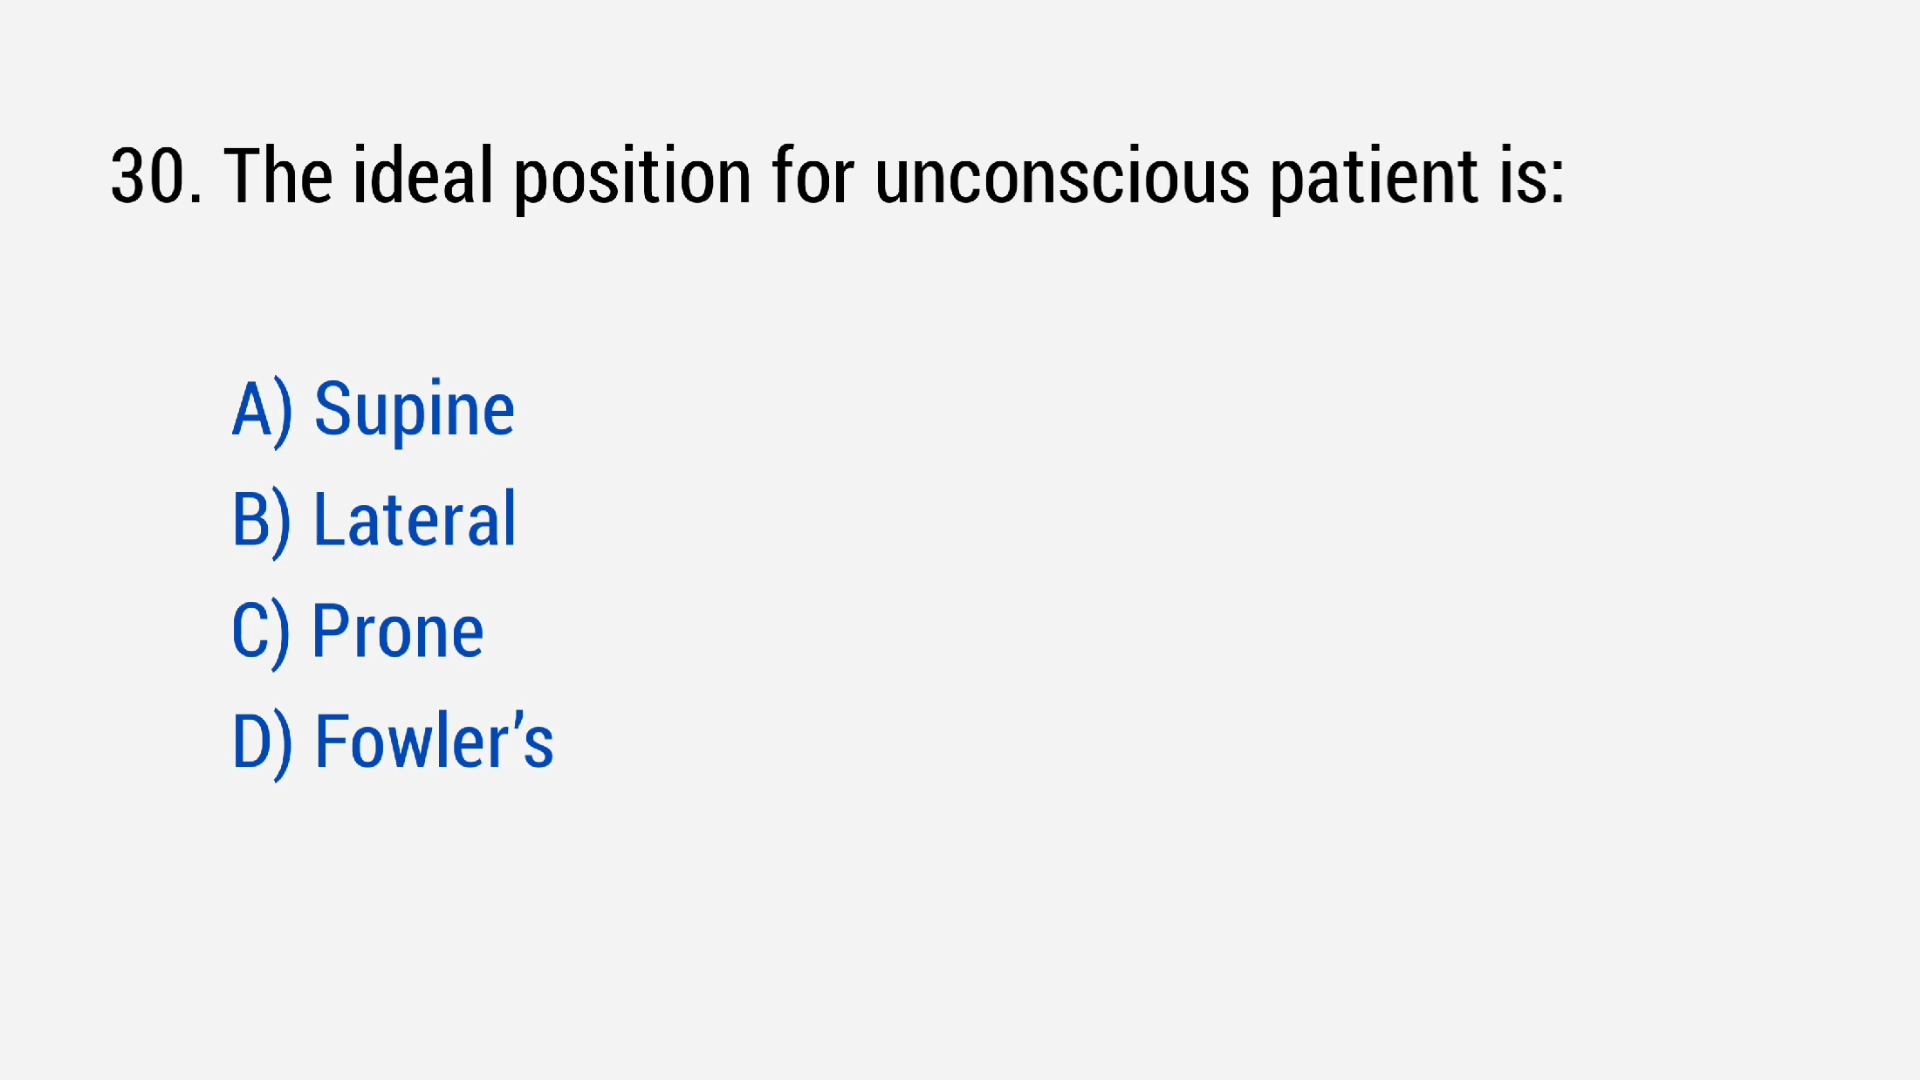 30. The ideal position for unconscious patient is:
A) Supine
B) Lateral
C) Prone
D) Fowler’s